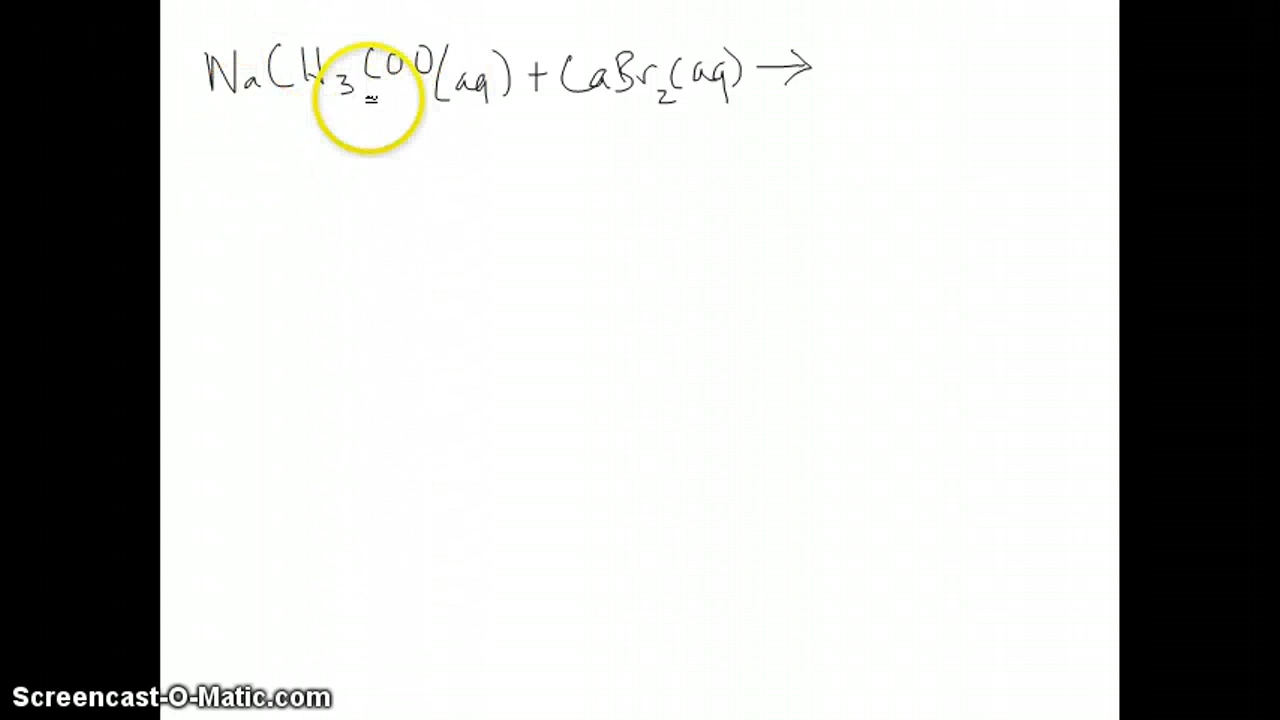 NaCH₃COO(aq) + CaBr₂(aq) →
Screencast-O-Matic.com